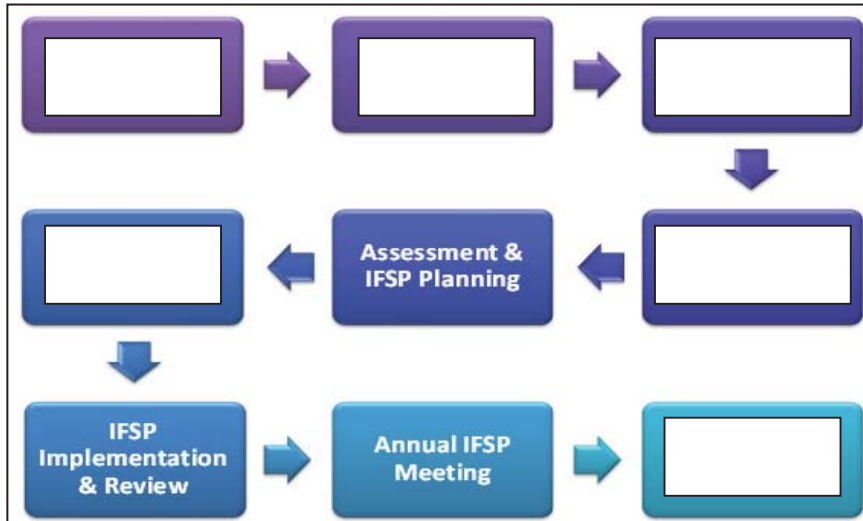 Assessment &
IFSP Planning
IFSP
Implementation
& Review
Annual IFSP
Meeting